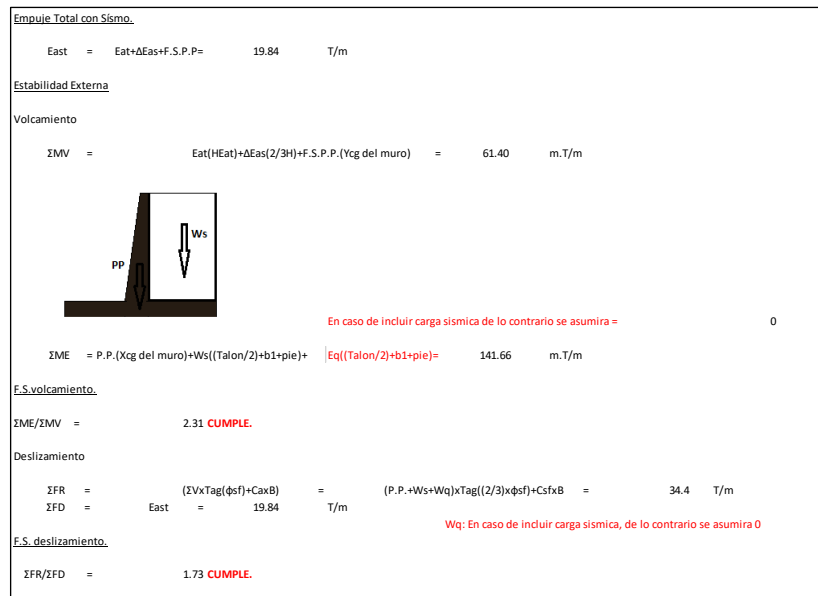 Empuje Total con Sísmo.
East = Eat+ΔEas+F.S.P.P= 19.84 T/m
Estabilidad Externa
Volcamiento
ΣMV = Eat(HEat)+ΔEas(2/3H)+F.S.P.P.(Ycg del muro) = 61.40 m.T/m
Ws
PP
En caso de incluir carga sismica de lo contrario se asumira = 0
ΣME = P.P.(Xcg del muro)+Ws((Talon/2)+b1+pie)+ Eq((Talon/2)+b1+pie)= 141.66 m.T/m
F.S.volcamiento.
ΣME/ΣMV = 2.31 CUMPLE.
Deslizamiento
ΣFR = (ΣVxTag(ϕsf)+CaxB) = (P.P.+Ws+Wq)xTag((2/3)xϕsf)+CsfxB = 34.4 T/m
ΣFD = East = 19.84 T/m
Wq: En caso de incluir carga sismica, de lo contrario se asumira 0
F.S. deslizamiento.
ΣFR/ΣFD = 1.73 CUMPLE.